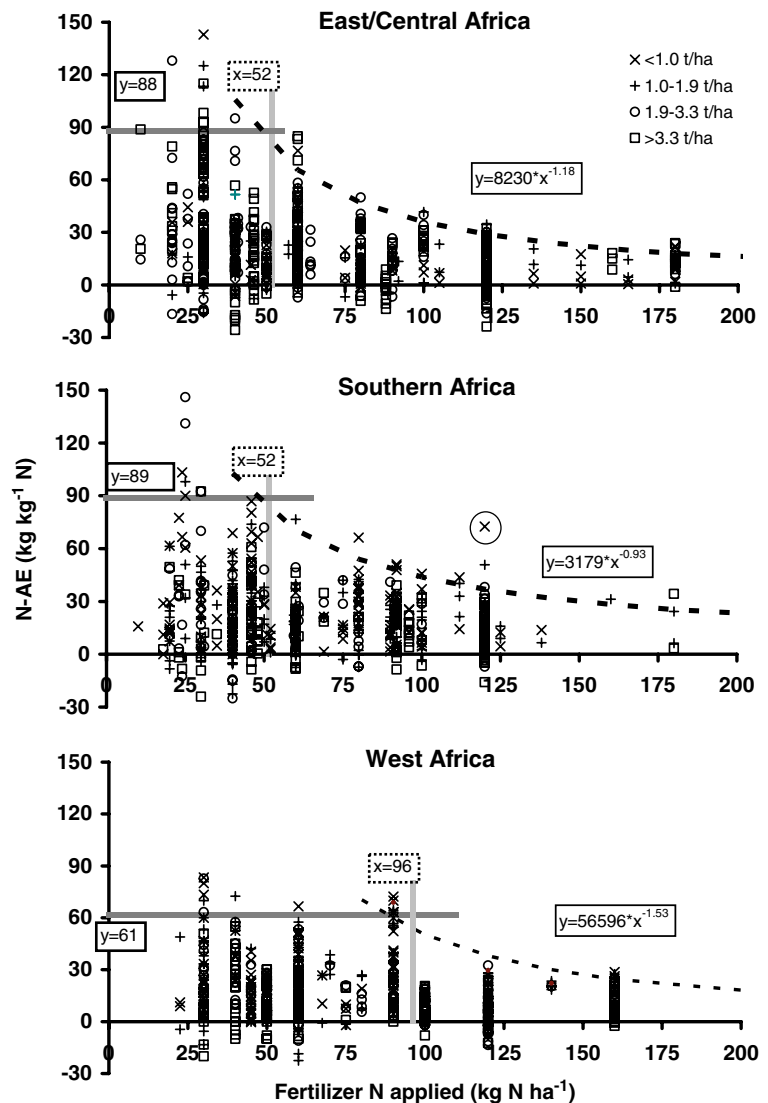 East/Central Africa
150
120
90
60
30
0
-30
y=88
x=52
× <1.0 t/ha
+ 1.0-1.9 t/ha
○ 1.9-3.3 t/ha
□ >3.3 t/ha
y=8230*x^-1.18
0 25 50 75 100 125 150 175 200
Southern Africa
150
120
90
60
30
0
-30
y=89
x=52
y=3179*x^-0.93
0 25 50 75 100 125 150 175 200
N-AE (kg kg⁻¹ N)
West Africa
150
120
90
60
30
0
-30
x=96
y=61
y=56596*x^-1.53
0 25 50 75 100 125 150 175 200
Fertilizer N applied (kg N ha⁻¹)